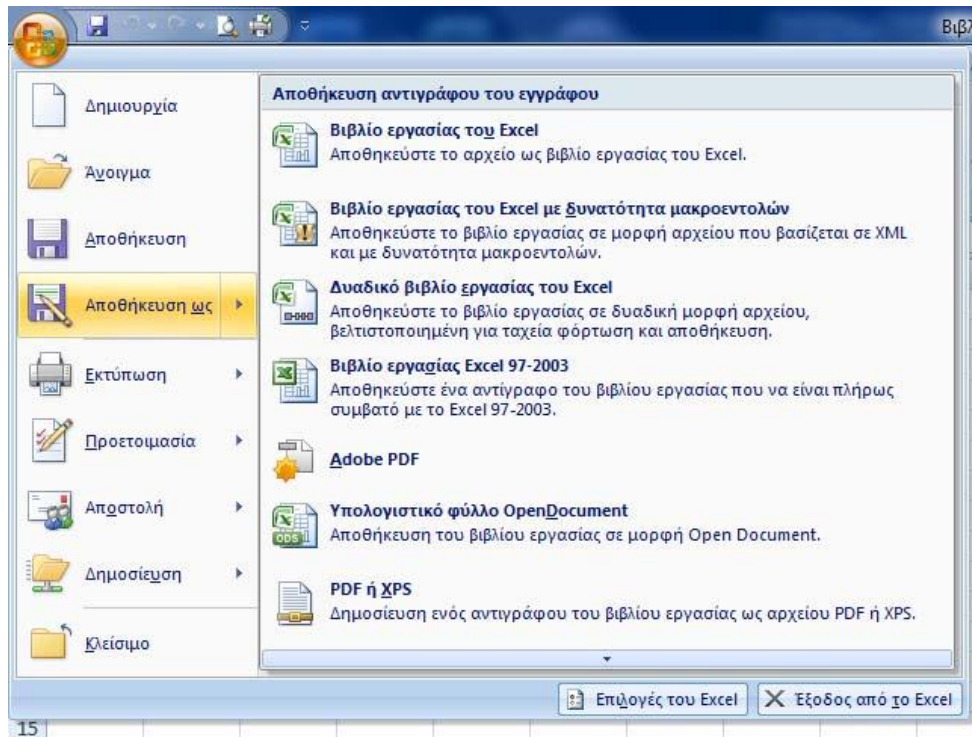 Βιβλ
Δημιουργία
Άνοιγμα
Αποθήκευση
Αποθήκευση ως
Εκτύπωση
Προετοιμασία
Αποστολή
Δημοσίευση
Κλείσιμο
Αποθήκευση αντιγράφου του εγγράφου
Βιβλίο εργασίας του Excel
Αποθηκεύστε το αρχείο ως βιβλίο εργασίας του Excel.
Βιβλίο εργασίας του Excel με δυνατότητα μακροεντολών
Αποθηκεύστε το βιβλίο εργασίας σε μορφή αρχείου που βασίζεται σε XML
και με δυνατότητα μακροεντολών.
Δυαδικό βιβλίο εργασίας του Excel
Αποθηκεύστε το βιβλίο εργασίας σε δυαδική μορφή αρχείου,
βελτιστοποιημένη για ταχεία φόρτωση και αποθήκευση.
Βιβλίο εργασίας Excel 97-2003
Αποθηκεύστε ένα αντίγραφο του βιβλίου εργασίας που να είναι πλήρως
συμβατό με το Excel 97-2003.
Adobe PDF
Υπολογιστικό φύλλο OpenDocument
Αποθήκευση του βιβλίου εργασίας σε μορφή Open Document.
ODS
PDF ή XPS
Δημοσίευση ενός αντιγράφου του βιβλίου εργασίας ως αρχείου PDF ή XPS.
Επιλογές του Excel
Έξοδος από το Excel
15